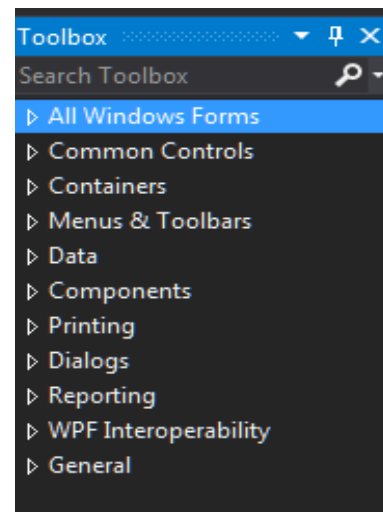 Toolbox
Search Toolbox
All Windows Forms
Common Controls
Containers
Menus & Toolbars
Data
Components
Printing
Dialogs
Reporting
WPF Interoperability
General